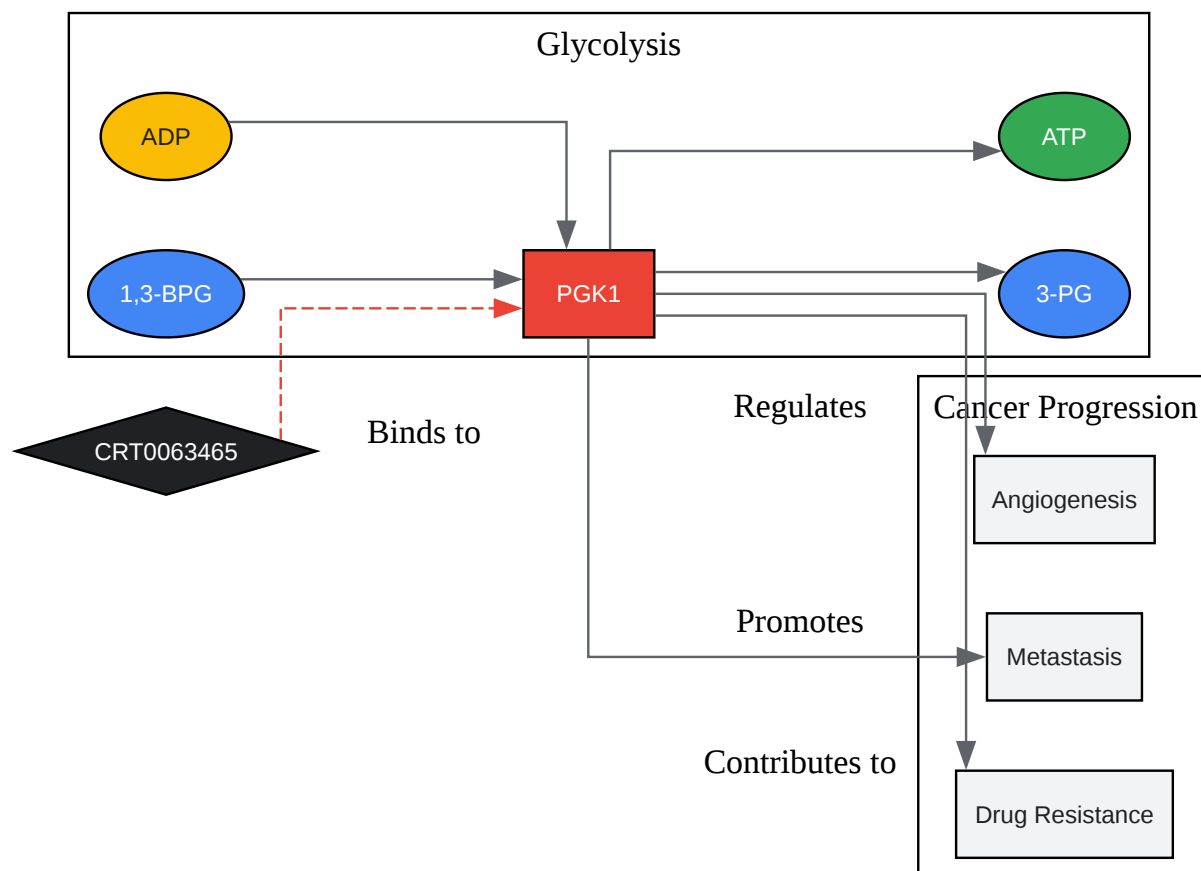 Glycolysis
ADP
ATP
1,3-BPG
PGK1
3-PG
Regulates
Cancer Progression
Binds to
CRT0063465
Angiogenesis
Promotes
Metastasis
Contributes to
Drug Resistance